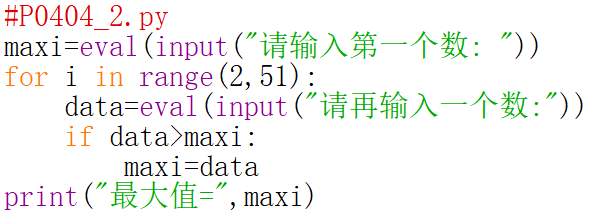 #P0404_2.py
maxi=eval(input("请输入第一个数: "))
for i in range(2,51):
    data=eval(input("请再输入一个数:"))
    if data>maxi:
        maxi=data
print("最大值=",maxi)